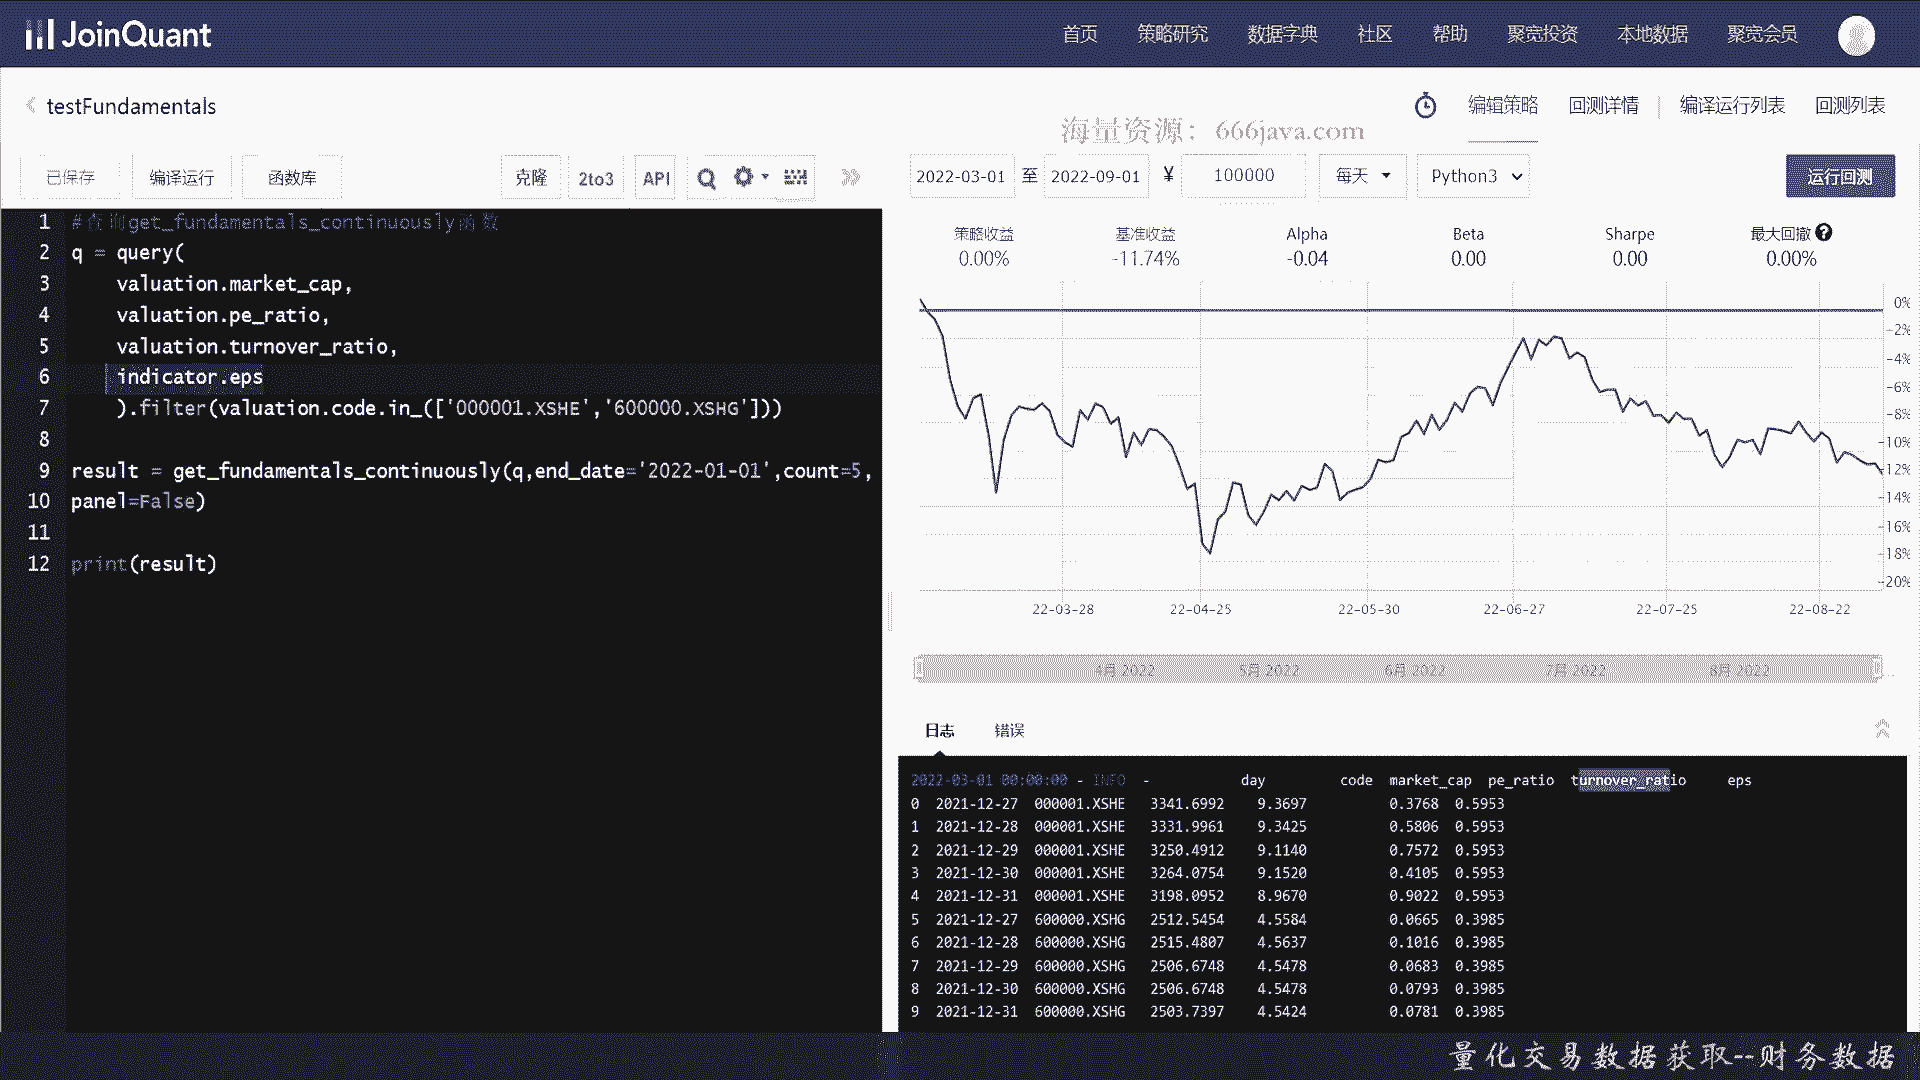 JoinQuant
首页 策略研究 数据字典 社区 帮助 聚宽投资 本地数据 聚宽会员
testFundamentals
编辑策略 回测详情 编译运行列表 回测列表
海量资源：666java.com
已保存 编译运行 函数库 克隆 2to3 API
2022-03-01 至 2022-09-01 ¥ 100000 每天 Python3 运行回测
1 #查询get_fundamentals_continuously函数
2 q = query(
3 valuation.market_cap,
4 valuation.pe_ratio,
5 valuation.turnover_ratio,
6 indicator.eps
7 ).filter(valuation.code.in_(['000001.XSHE','600000.XSHG']))
8
9 result = get_fundamentals_continuously(q,end_date='2022-01-01',count=5,
10 panel=False)
11
12 print(result)
策略收益 基准收益 Alpha Beta Sharpe 最大回撤
0.00% -11.74% -0.04 0.00 0.00 0.00%
0%
-2%
-4%
-6%
-8%
-10%
-12%
-14%
-16%
-18%
-20%
22-03-28 22-04-25 22-05-30 22-06-27 22-07-25 22-08-22
4月 2022 5月 2022 6月 2022 7月 2022 8月 2022
日志 错误
2022-03-01 00:00:00 - INFO - day code market_cap pe_ratio turnover_ratio eps
0 2021-12-27 000001.XSHE 3341.6992 9.3697 0.3768 0.5953
1 2021-12-28 000001.XSHE 3331.9961 9.3425 0.5806 0.5953
2 2021-12-29 000001.XSHE 3250.4912 9.1140 0.7572 0.5953
3 2021-12-30 000001.XSHE 3264.0754 9.1520 0.4105 0.5953
4 2021-12-31 000001.XSHE 3198.0952 8.9670 0.9022 0.5953
5 2021-12-27 600000.XSHG 2512.5454 4.5584 0.0665 0.3985
6 2021-12-28 600000.XSHG 2515.4807 4.5637 0.1016 0.3985
7 2021-12-29 600000.XSHG 2506.6748 4.5478 0.0683 0.3985
8 2021-12-30 600000.XSHG 2506.6748 4.5478 0.0793 0.3985
9 2021-12-31 600000.XSHG 2503.7397 4.5424 0.0781 0.3985
量化交易数据获取--财务数据